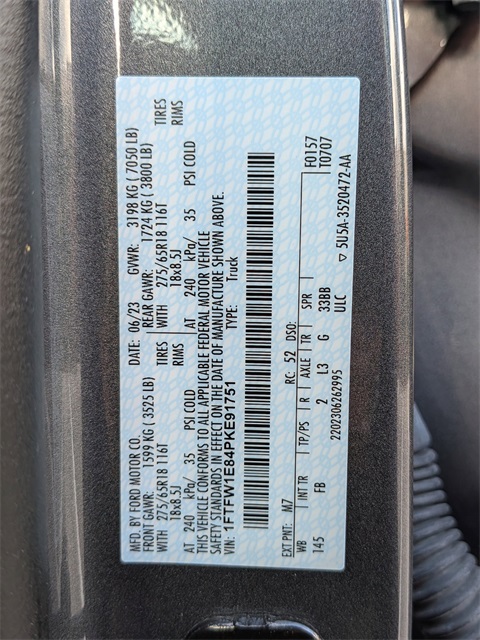 MFD. BY FORD MOTOR CO. DATE: 06/23 GVWR: 3198 KG ( 7050 LB)
FRONT GAWR: 1599 KG ( 3525 LB) REAR GAWR: 1724 KG ( 3800 LB)
WITH 275/65R18 116T TIRES WITH 275/65R18 116T TIRES
18x8.5J RIMS 18x8.5J RIMS
AT 240 kPa/ 35 PSI COLD AT 240 kPa/ 35 PSI COLD
THIS VEHICLE CONFORMS TO ALL APPLICABLE FEDERAL MOTOR VEHICLE
SAFETY STANDARDS IN EFFECT ON THE DATE OF MANUFACTURE SHOWN ABOVE.
VIN: 1FTFW1E84PKE91751 TYPE: Truck
EXT PNT: M7 RC: 52 DSO: F0157
WB INT TR TP/PS R AXLE TR SPR T0707
145 FB 2 L3 G 33BB
ULC
2202306262995 5U5A-3520472-AA